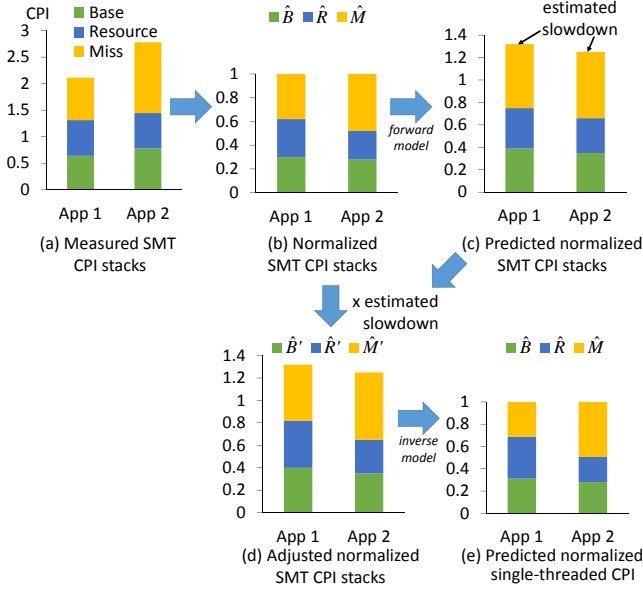 CPI
Base
Resource
Miss
3
2.5
2
1.5
1
0.5
0
App 1 App 2
(a) Measured SMT
CPI stacks
B̂ R̂ M̂
1
0.8
0.6
0.4
0.2
0
App 1 App 2
(b) Normalized
SMT CPI stacks
forward
model
estimated
slowdown
1.4
1.2
1
0.8
0.6
0.4
0.2
0
App 1 App 2
(c) Predicted normalized
SMT CPI stacks
x estimated
slowdown
B̂' R̂' M̂'
1.4
1.2
1
0.8
0.6
0.4
0.2
0
App 1 App 2
(d) Adjusted normalized
SMT CPI stacks
inverse
model
B̂ R̂ M̂
1
0.8
0.6
0.4
0.2
0
App 1 App 2
(e) Predicted normalized
single-threaded CPI